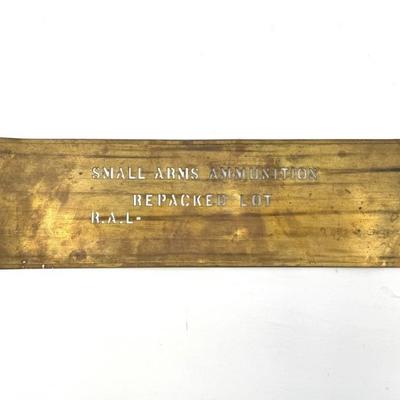 SMALL ARMS AMMUNITION
REPACKED LOT
R.A.L-